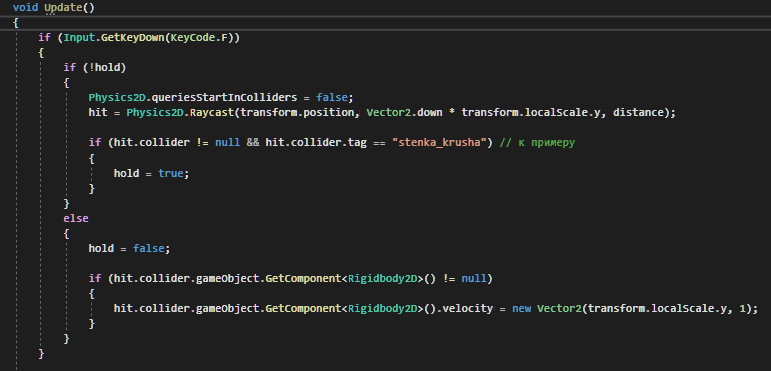 void Update()
{
if (Input.GetKeyDown(KeyCode.F))
{
if (!hold)
{
Physics2D.queriesStartInColliders = false;
hit = Physics2D.Raycast(transform.position, Vector2.down * transform.localScale.y, distance);
if (hit.collider != null && hit.collider.tag == "stenka_krusha") // к примеру
{
hold = true;
}
}
else
{
hold = false;
if (hit.collider.gameObject.GetComponent<Rigidbody2D>() != null)
{
hit.collider.gameObject.GetComponent<Rigidbody2D>().velocity = new Vector2(transform.localScale.y, 1);
}
}
}